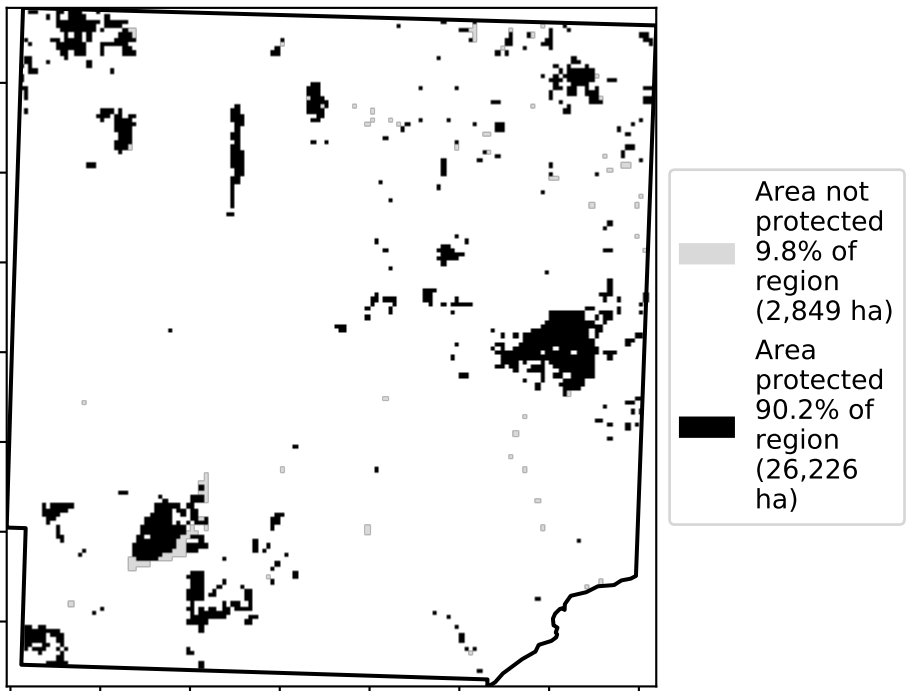 Area not
protected
9.8% of
region
(2,849 ha)
Area
protected
90.2% of
region
(26,226
ha)